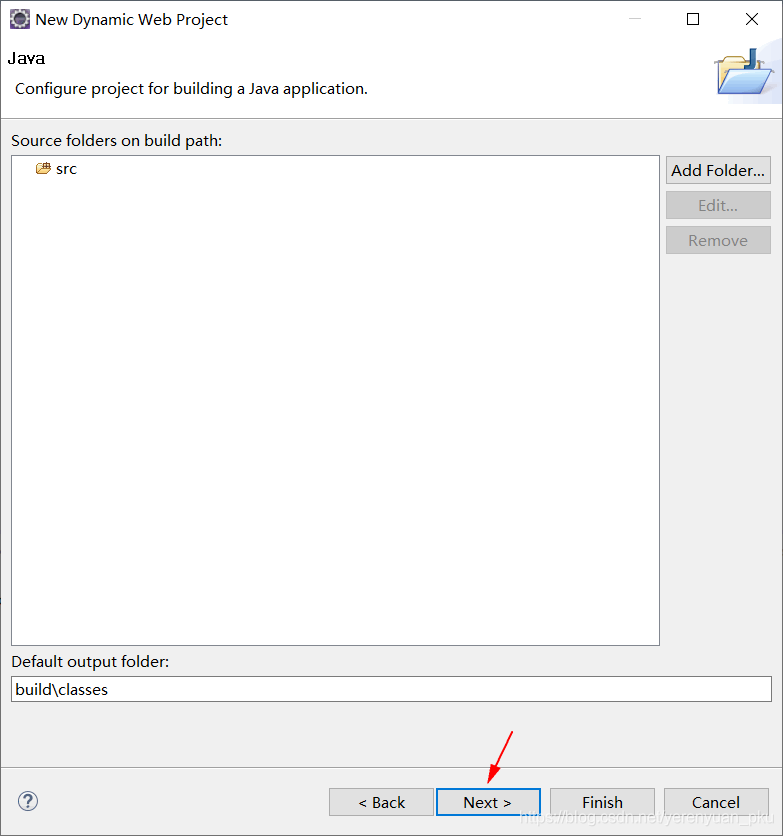 New Dynamic Web Project
Java
Configure project for building a Java application.
Source folders on build path:
src
Add Folder...
Edit...
Remove
Default output folder:
build\classes
< Back
Next >
Finish
Cancel
https://blog.csdn.net/yerenyuan_pku